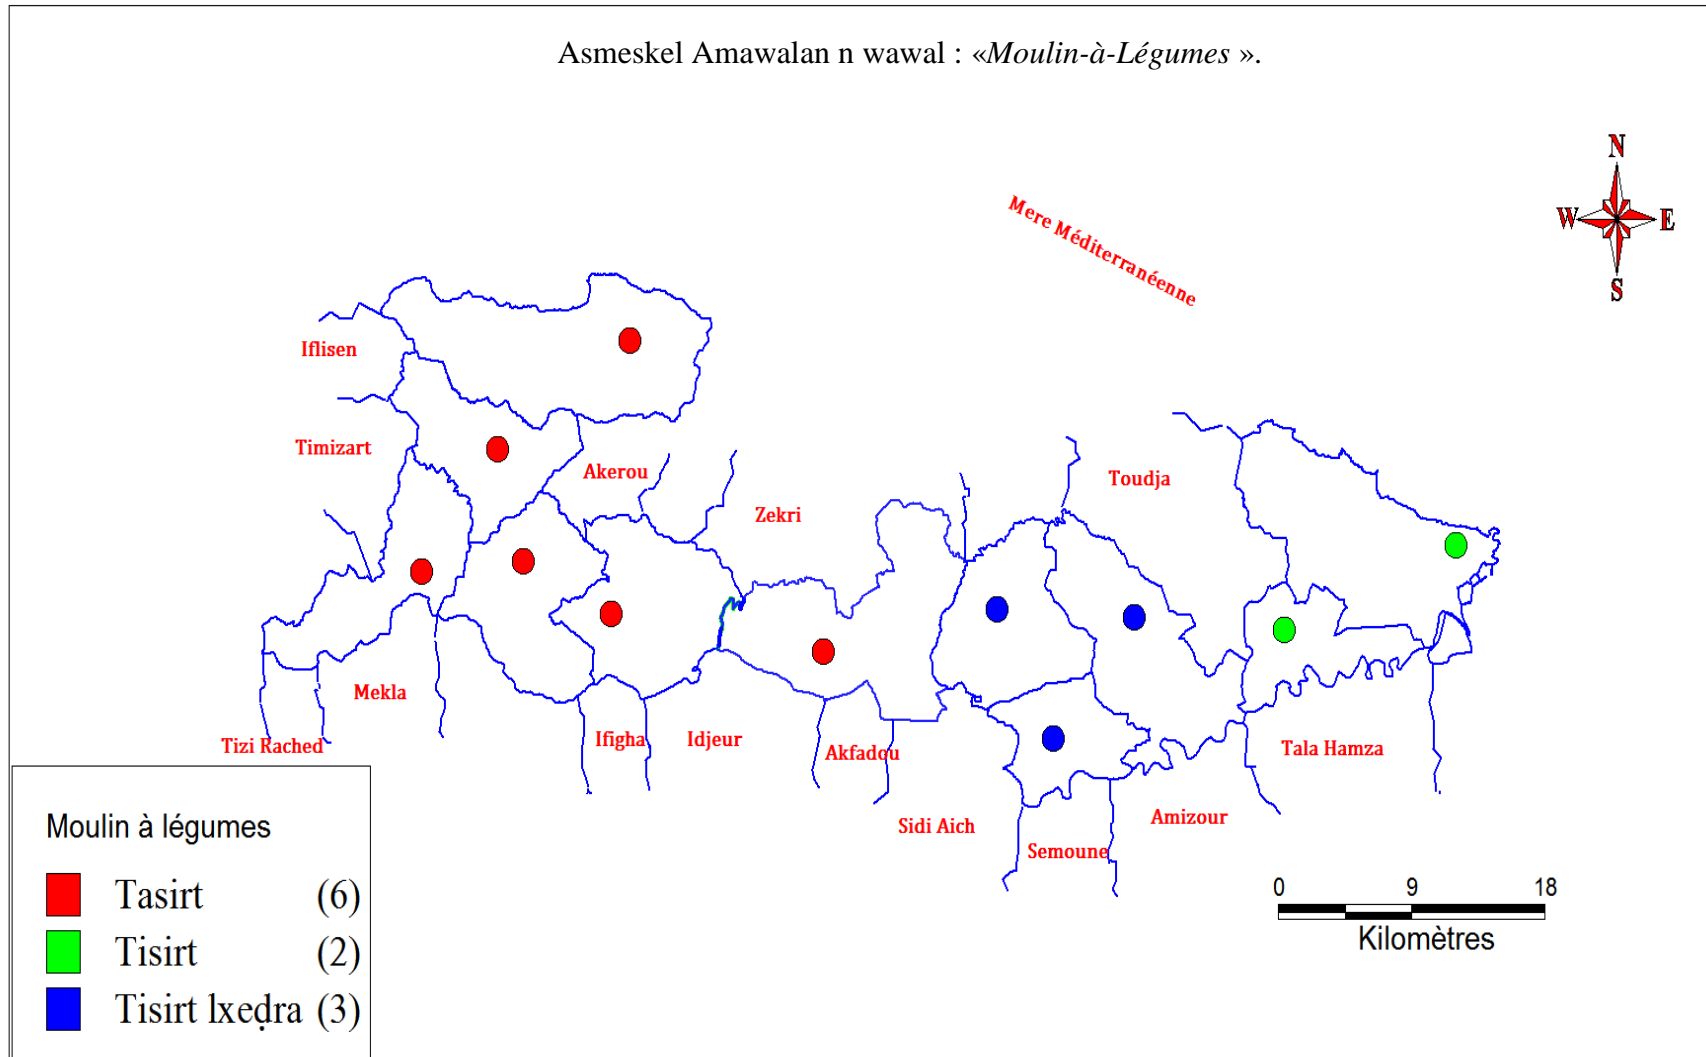 Asmeskel Amawalan n wawal : «Moulin-à-Légumes ».
N
W E
S
Mere Méditerranéenne
Iflisen
Timizart
Akerou
Toudja
Zekri
Mekla
Tizi Rached
Ifigha
Idjeur
Akfadou
Tala Hamza
Sidi Aich
Amizour
Semoune
Moulin à légumes
Tasirt (6)
Tisirt (2)
Tisirt lxeḍra (3)
0 9 18
Kilomètres